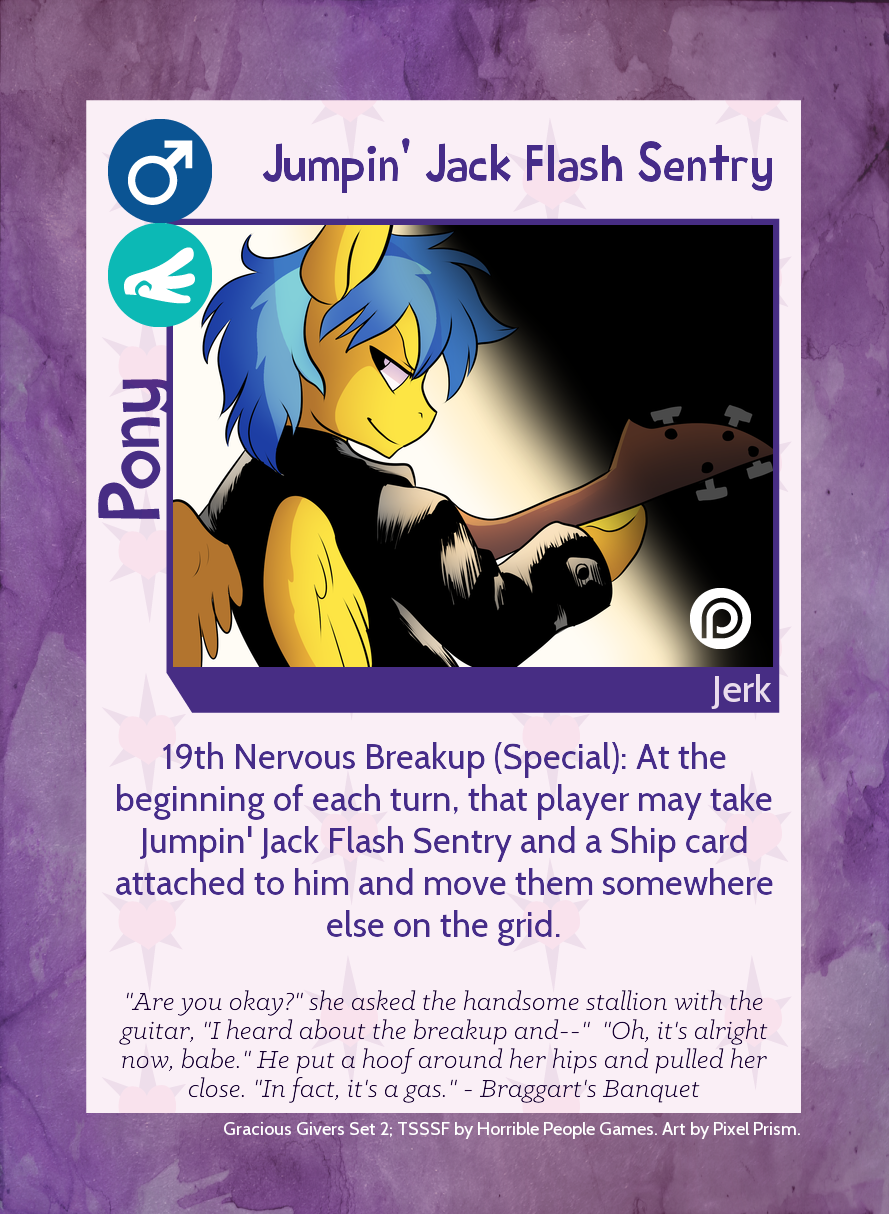 Jumpin' Jack Flash Sentry
Pony
Jerk
19th Nervous Breakup (Special): At the
beginning of each turn, that player may take
Jumpin' Jack Flash Sentry and a Ship card
attached to him and move them somewhere
else on the grid.
"Are you okay?" she asked the handsome stallion with the
guitar, "I heard about the breakup and--"  "Oh, it's alright
now, babe." He put a hoof around her hips and pulled her
close. "In fact, it's a gas." - Braggart's Banquet
Gracious Givers Set 2; TSSSF by Horrible People Games. Art by Pixel Prism.